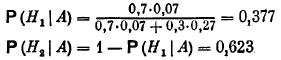 P(H₁ | A) = 0,7·0,07 / 0,7·0,07 + 0,3·0,27 = 0,377
P(H₂ | A) = 1 – P(H₁ | A) = 0,623